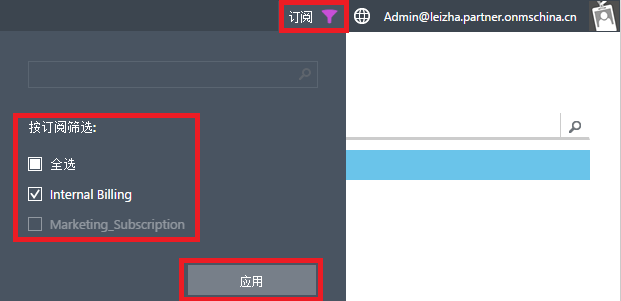 订阅 Admin@leizha.partner.onmschina.cn
按订阅筛选:
全选
Internal Billing
Marketing_Subscription
应用